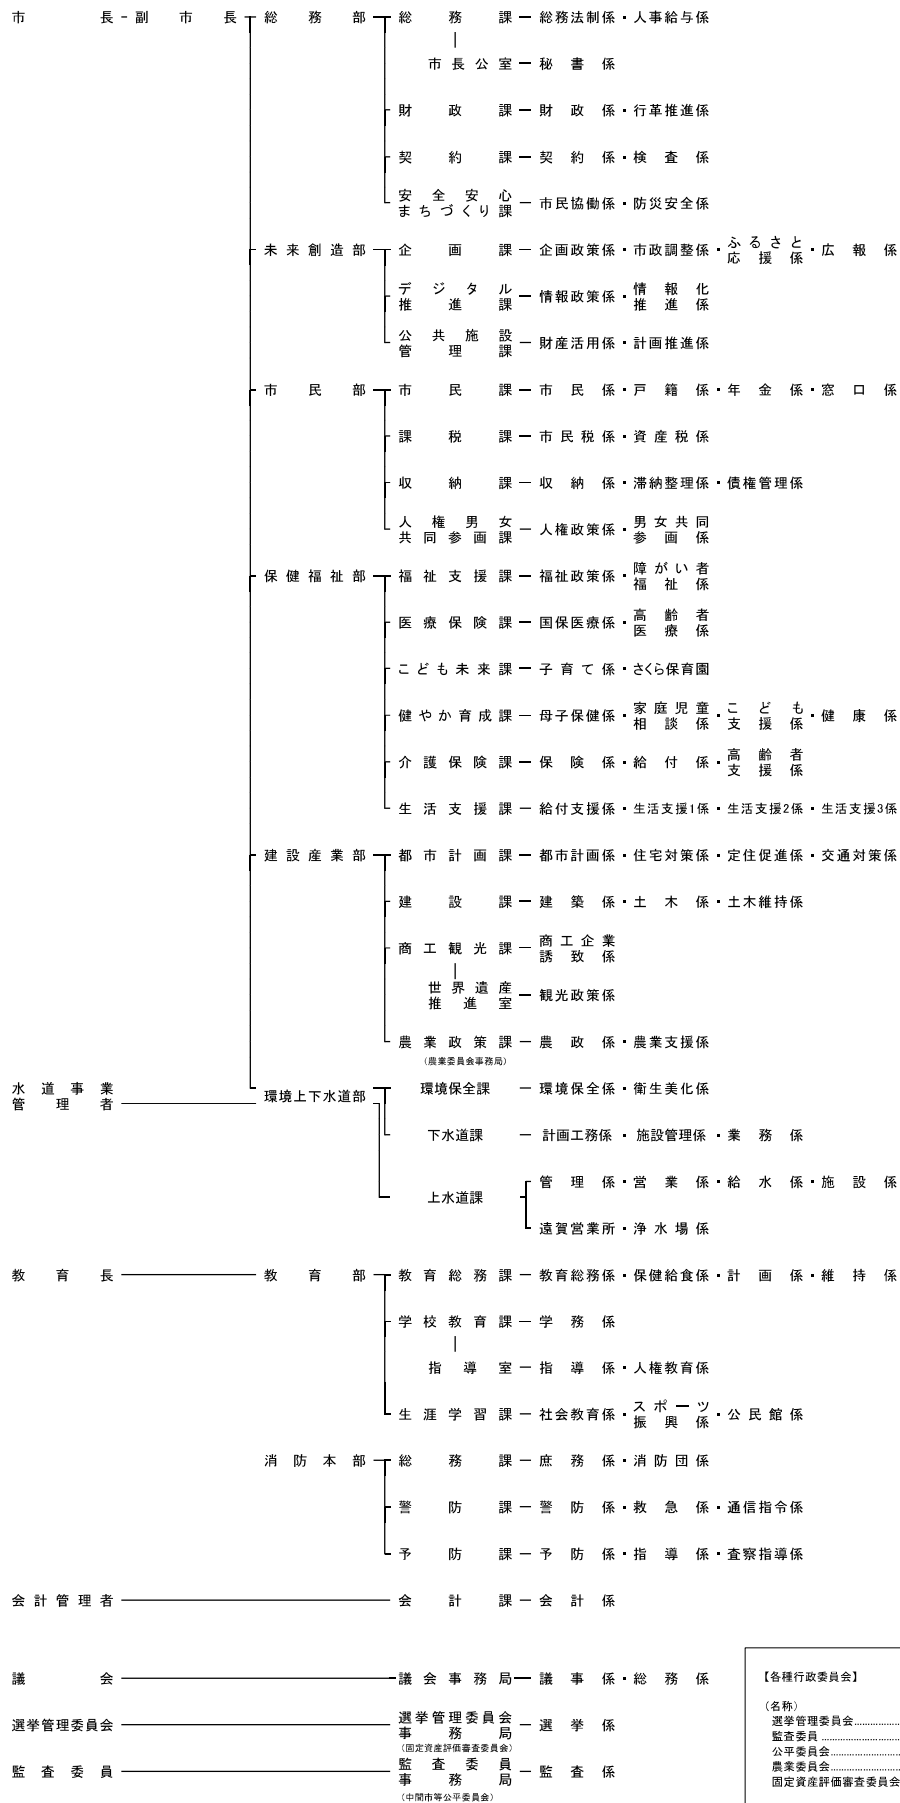 市長 - 副市長 総務部 総務課 ー 総務法制係・人事給与係
市長公室 ー 秘書係
財政課 ー 財政係・行革推進係
契約課 ー 契約係・検査係
安全安心
まちづくり課 ー 市民協働係・防災安全係
未来創造部 企画課 ー 企画政策係・市政調整係・ふるさと応援係・広報係
デジタル
推進課 ー 情報政策係・情報化推進係
公共施設
管理課 ー 財産活用係・計画推進係
市民部 市民課 ー 市民係・戸籍係・年金係・窓口係
課税課 ー 市民税係・資産税係
収納課 ー 収納係・滞納整理係・債権管理係
人権男女
共同参画課 ー 人権政策係・男女共同参画係
保健福祉部 福祉支援課 ー 福祉政策係・障がい者福祉係
医療保険課 ー 国保医療係・高齢者医療係
こども未来課 ー 子育て係・さくら保育園
健やか育成課 ー 母子保健係・家庭児童相談係・こども支援係・健康係
介護保険課 ー 保険係・給付係・高齢者支援係
生活支援課 ー 給付支援係・生活支援1係・生活支援2係・生活支援3係
建設産業部 都市計画課 ー 都市計画係・住宅対策係・定住促進係・交通対策係
建設課 ー 建築係・土木係・土木維持係
商工観光課 ー 商工企業誘致係
世界遺産
推進室 ー 観光政策係
農業政策課 ー 農政係・農業支援係
(農業委員会事務局)
水道事業
管理者 環境上下水道部 環境保全課 ー 環境保全係・衛生美化係
下水道課 ー 計画工務係・施設管理係・業務係
上水道課 管理係・営業係・給水係・施設係
遠賀営業所・浄水場係
教育長 教育部 教育総務課 ー 教育総務係・保健給食係・計画係・維持係
学校教育課 ー 学務係
指導室 ー 指導係・人権教育係
生涯学習課 ー 社会教育係・スポーツ振興係・公民館係
消防本部 総務課 ー 庶務係・消防団係
警防課 ー 警防係・救急係・通信指令係
予防課 ー 予防係・指導係・査察指導係
会計管理者 会計課 ー 会計係
議会 議会事務局 ー 議事係・総務係
選挙管理委員会 選挙管理委員会
事務局 ー 選挙係
(固定資産評価審査委員会)
監査委員 監査委員
事務局 ー 監査係
(中間市等公平委員会)
【各種行政委員会】
(名称)
選挙管理委員会
監査委員
公平委員会
農業委員会
固定資産評価審査委員会